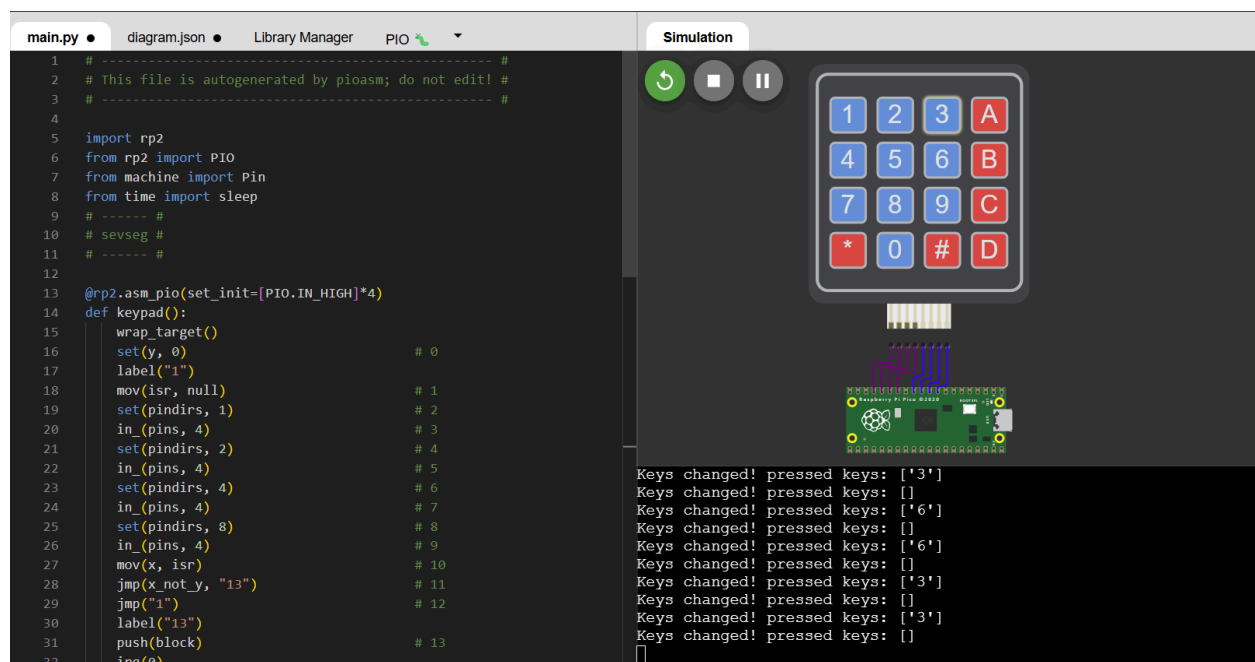 main.py ● diagram.json ● Library Manager PIO
1 # ------------------------------------------------- #
2 # This file is autogenerated by pioasm; do not edit! #
3 # ------------------------------------------------- #
4
5 import rp2
6 from rp2 import PIO
7 from machine import Pin
8 from time import sleep
9 # ------ #
10 # sevseg #
11 # ------ #
12
13 @rp2.asm_pio(set_init=[PIO.IN_HIGH]*4)
14 def keypad():
15 wrap_target()
16 set(y, 0) # 0
17 label("1")
18 mov(isr, null) # 1
19 set(pindirs, 1) # 2
20 in_(pins, 4) # 3
21 set(pindirs, 2) # 4
22 in_(pins, 4) # 5
23 set(pindirs, 4) # 6
24 in_(pins, 4) # 7
25 set(pindirs, 8) # 8
26 in_(pins, 4) # 9
27 mov(x, isr) # 10
28 jmp(x_not_y, "13") # 11
29 jmp("1") # 12
30 label("13")
31 push(block) # 13
32 irq(0)
Simulation
1 2 3 A
4 5 6 B
7 8 9 C
* 0 # D
Raspberry Pi Pico ©2020
BOOTSEL
Keys changed! pressed keys: ['3']
Keys changed! pressed keys: []
Keys changed! pressed keys: ['6']
Keys changed! pressed keys: []
Keys changed! pressed keys: ['6']
Keys changed! pressed keys: []
Keys changed! pressed keys: ['3']
Keys changed! pressed keys: []
Keys changed! pressed keys: ['3']
Keys changed! pressed keys: []